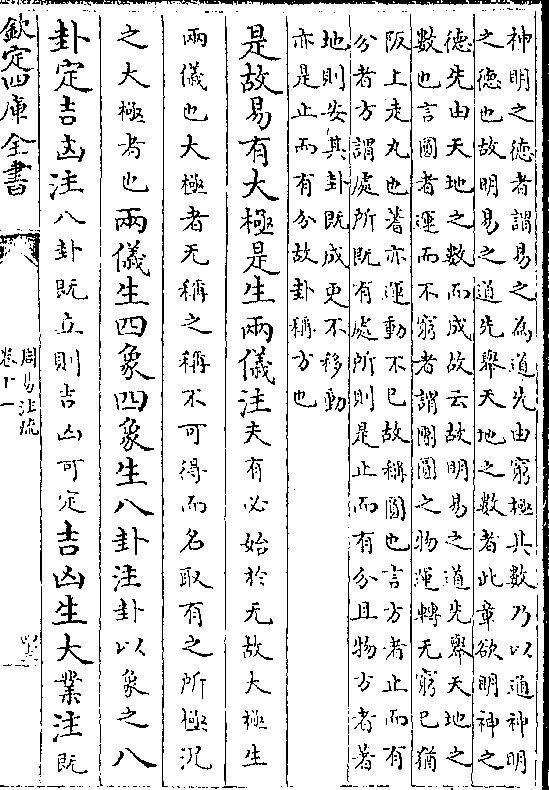 神明之德者謂易之為道先由窮極其數乃以通神明
之德也故明易之道先舉天地之數者此章欲明神之
德先由天地之數而成故云故明易之道先舉天地之
數也言圓者運而不窮者謂團圓之物運轉无窮已猶
阪上走丸也蓍亦運動不已故稱圓也言方者止而有
分者方謂處所既有處所則是止而有分且物方者著
地則安其卦既成更不移動
亦是止而有分故卦稱方也
是故易有大極是生兩儀注夫有必始於无故大極生
兩儀也大極者无稱之稱不可得而名取有之所極況
之大極者也兩儀生四象四象生八卦注卦以象之八
卦定吉凶注八卦既立則吉凶可定吉凶生大業注既
欽定四庫全書
周易注疏
卷十一